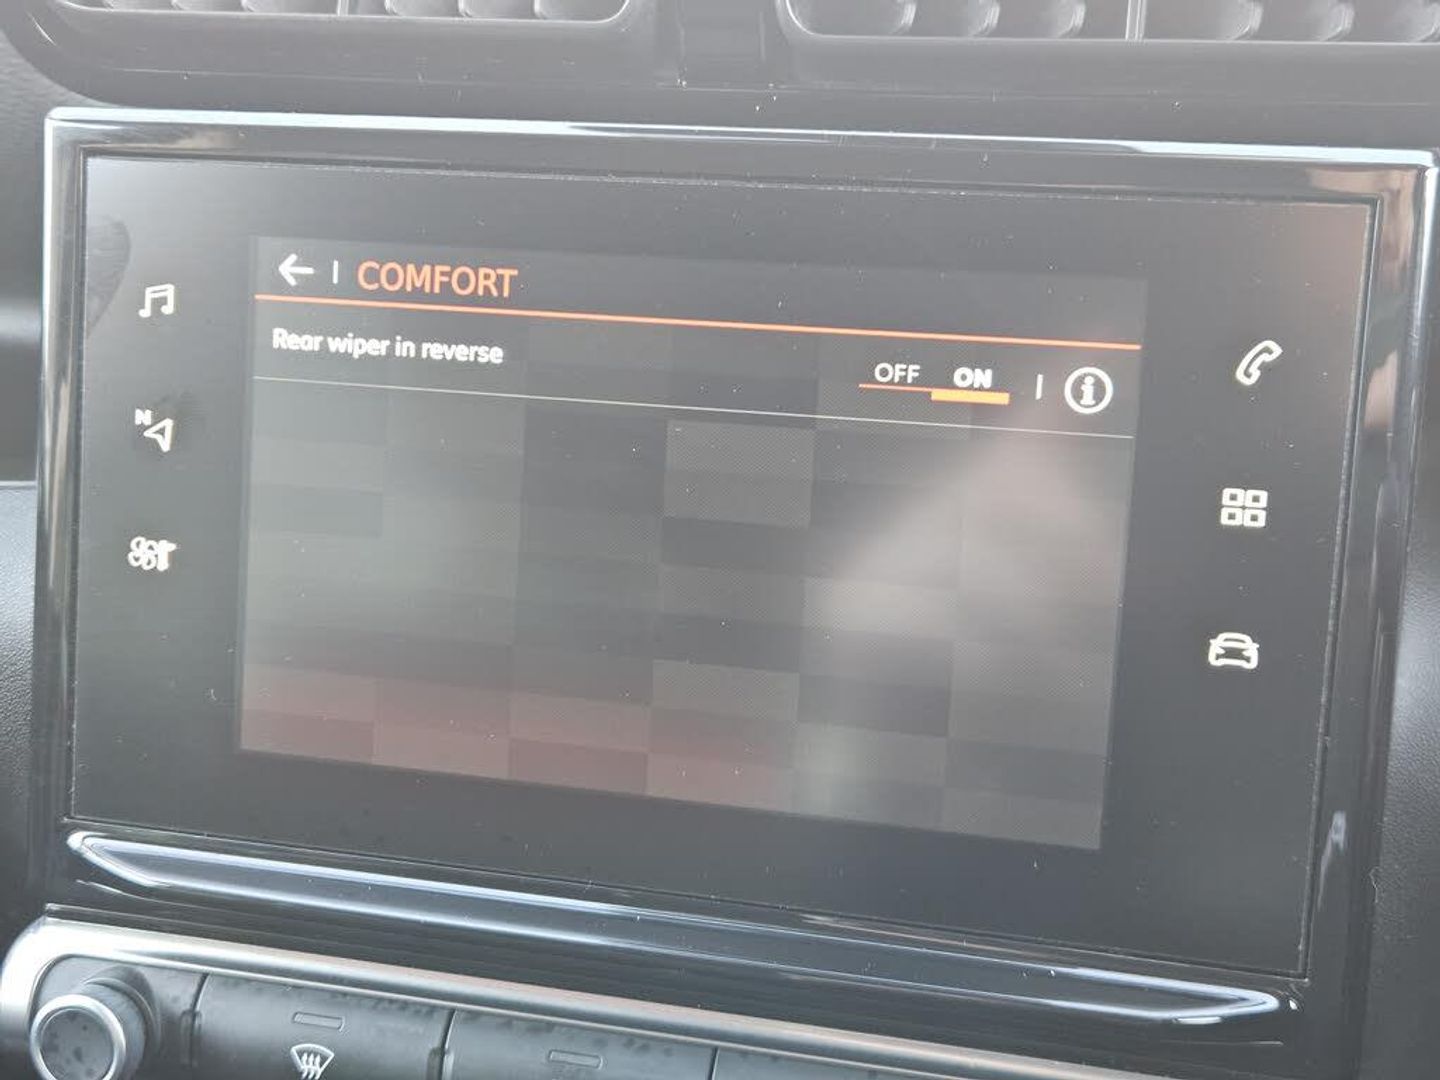 COMFORT
Rear wiper in reverse
OFF ON
N